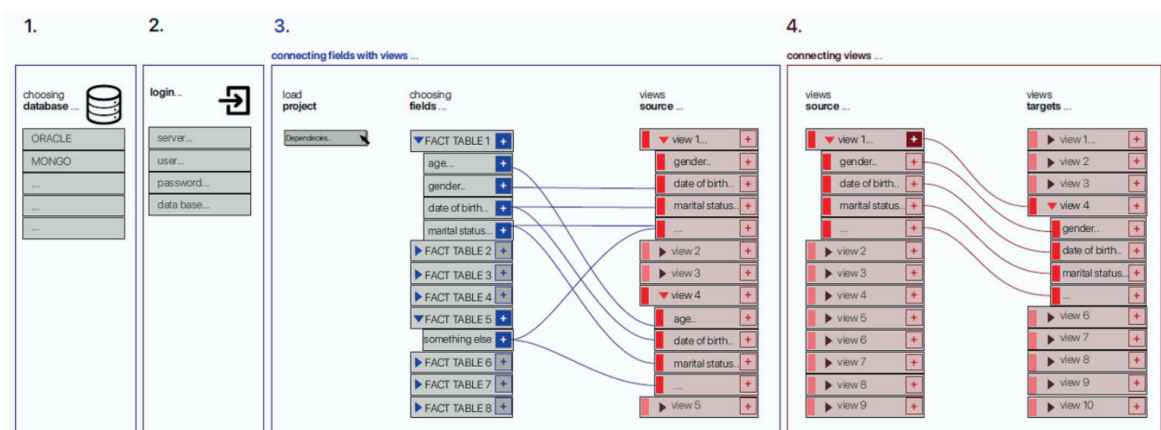 1.
choosing
database ...
ORACLE
MONGO
...
...
...
2.
login...
server...
user...
password...
data base...
3.
connecting fields with views ...
load
project
Dependecies..
choosing
fields ...
FACT TABLE 1 +
age... +
gender.. +
date of birth.. +
marital status... +
FACT TABLE 2 +
FACT TABLE 3 +
FACT TABLE 4 +
FACT TABLE 5 +
something else +
FACT TABLE 6 +
FACT TABLE 7 +
FACT TABLE 8 +
views
source ...
view 1... +
gender.. +
date of birth.. +
marital status.. +
... +
view 2 +
view 3 +
view 4 +
age.. +
date of birth.. +
marital status.. +
... +
view 5 +
4.
connecting views ...
views
source ...
view 1... +
gender.. +
date of birth.. +
marital status.. +
... +
view 2 +
view 3 +
view 4 +
view 5 +
view 6 +
view 7 +
view 8 +
view 9 +
views
targets ...
view 1... +
view 2 +
view 3 +
view 4 +
gender.. +
date of birth.. +
marital status.. +
... +
view 6 +
view 7 +
view 8 +
view 9 +
view 10 +